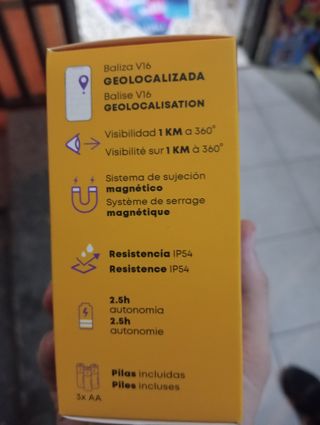 Baliza V16
GEOLOCALIZADA
Balise V16
GEOLOCALISATION
Visibilidad 1 KM a 360°
Visibilité sur 1 KM à 360°
Sistema de sujeción
magnético
Système de serrage
magnétique
Resistencia IP54
Resistence IP54
2.5h
autonomia
2.5h
autonomie
Pilas incluidas
Piles incluses
3x AA